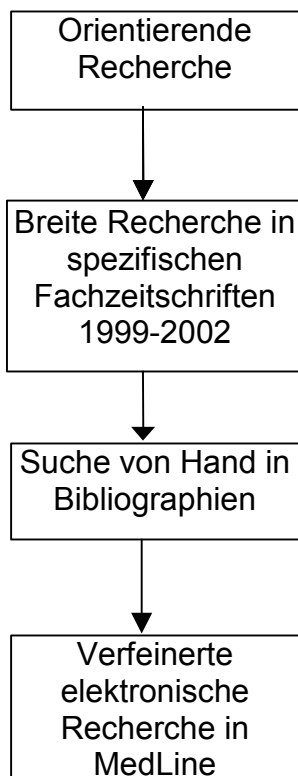 Orientierende
Recherche
Breite Recherche in
spezifischen
Fachzeitschriften
1999-2002
Suche von Hand in
Bibliographien
Verfeinerte
elektronische
Recherche in
MedLine